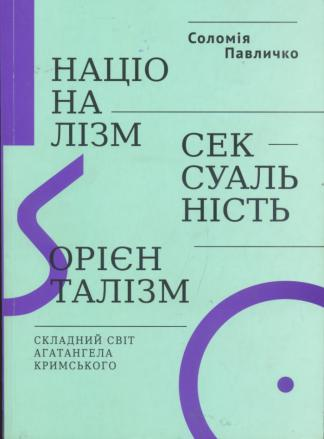 Соломія
Павличко
НАЦІО
НА
ЛІЗМ
СЕК
СУАЛЬ
НІСТЬ
ОРІЄН
ТАЛІЗМ
СКЛАДНИЙ СВІТ
АГАТАНГЕЛА
КРИМСЬКОГО